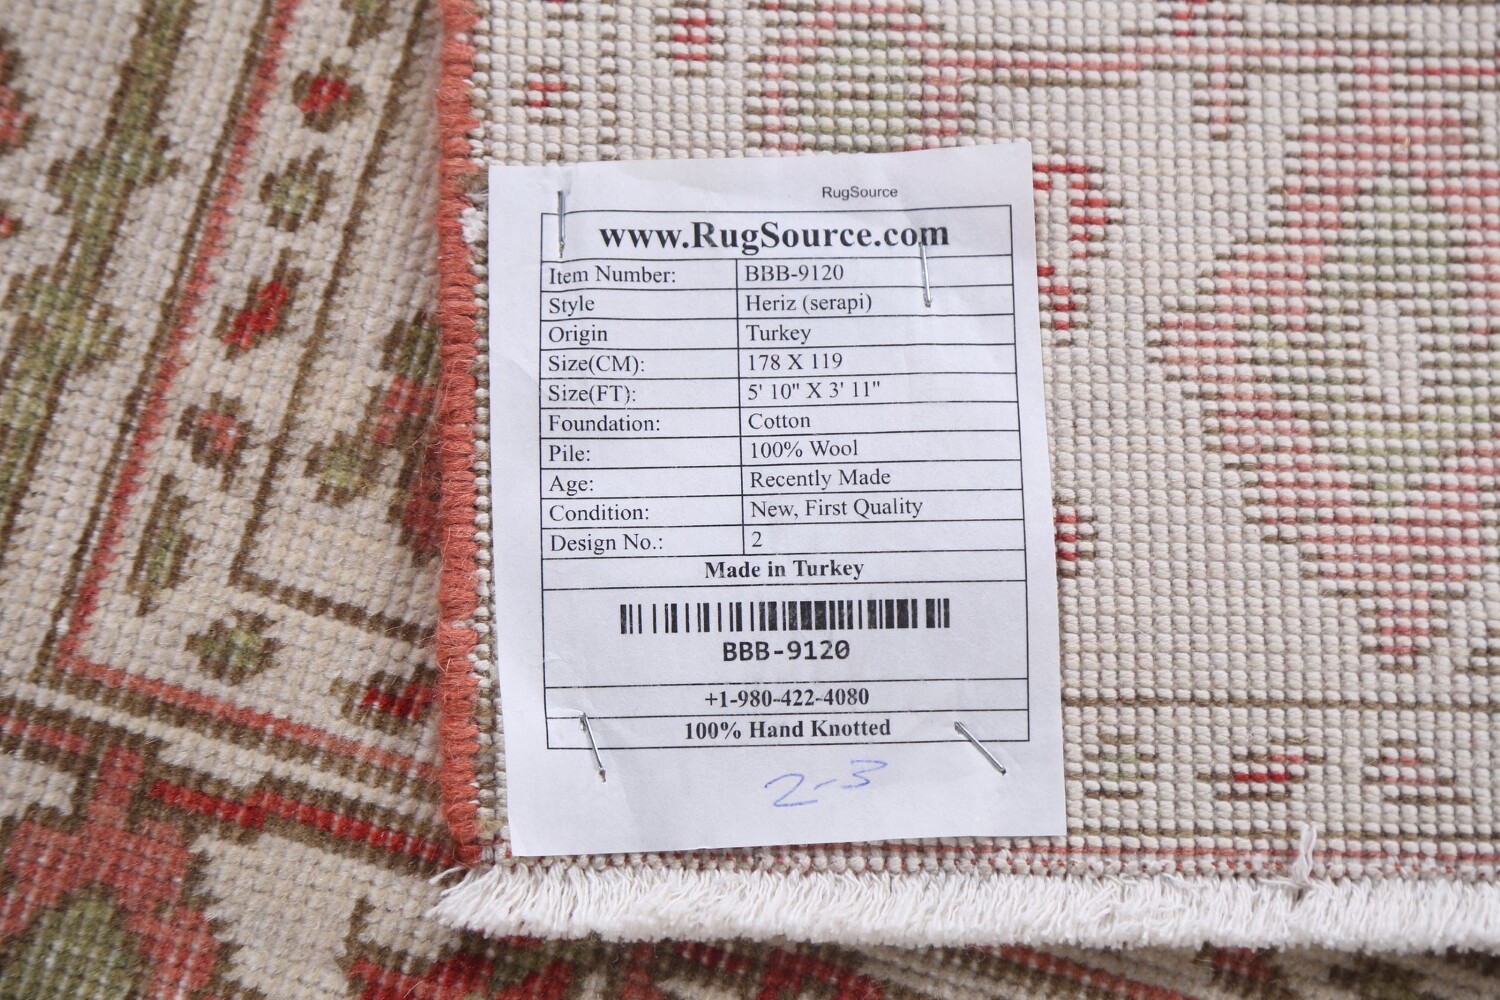 RugSource
www.RugSource.com
Item Number: BBB-9120
Style Heriz (serapi)
Origin Turkey
Size(CM): 178 X 119
Size(FT): 5' 10" X 3' 11"
Foundation: Cotton
Pile: 100% Wool
Age: Recently Made
Condition: New, First Quality
Design No.: 2
Made in Turkey
BBB-9120
+1-980-422-4080
100% Hand Knotted
2-3